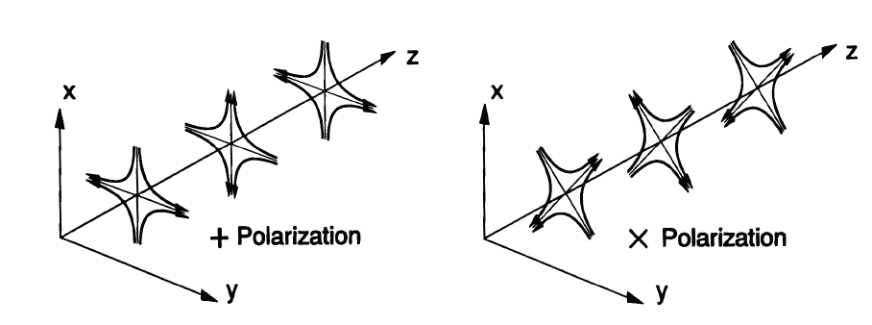 x
z
y
+ Polarization
x
z
y
× Polarization